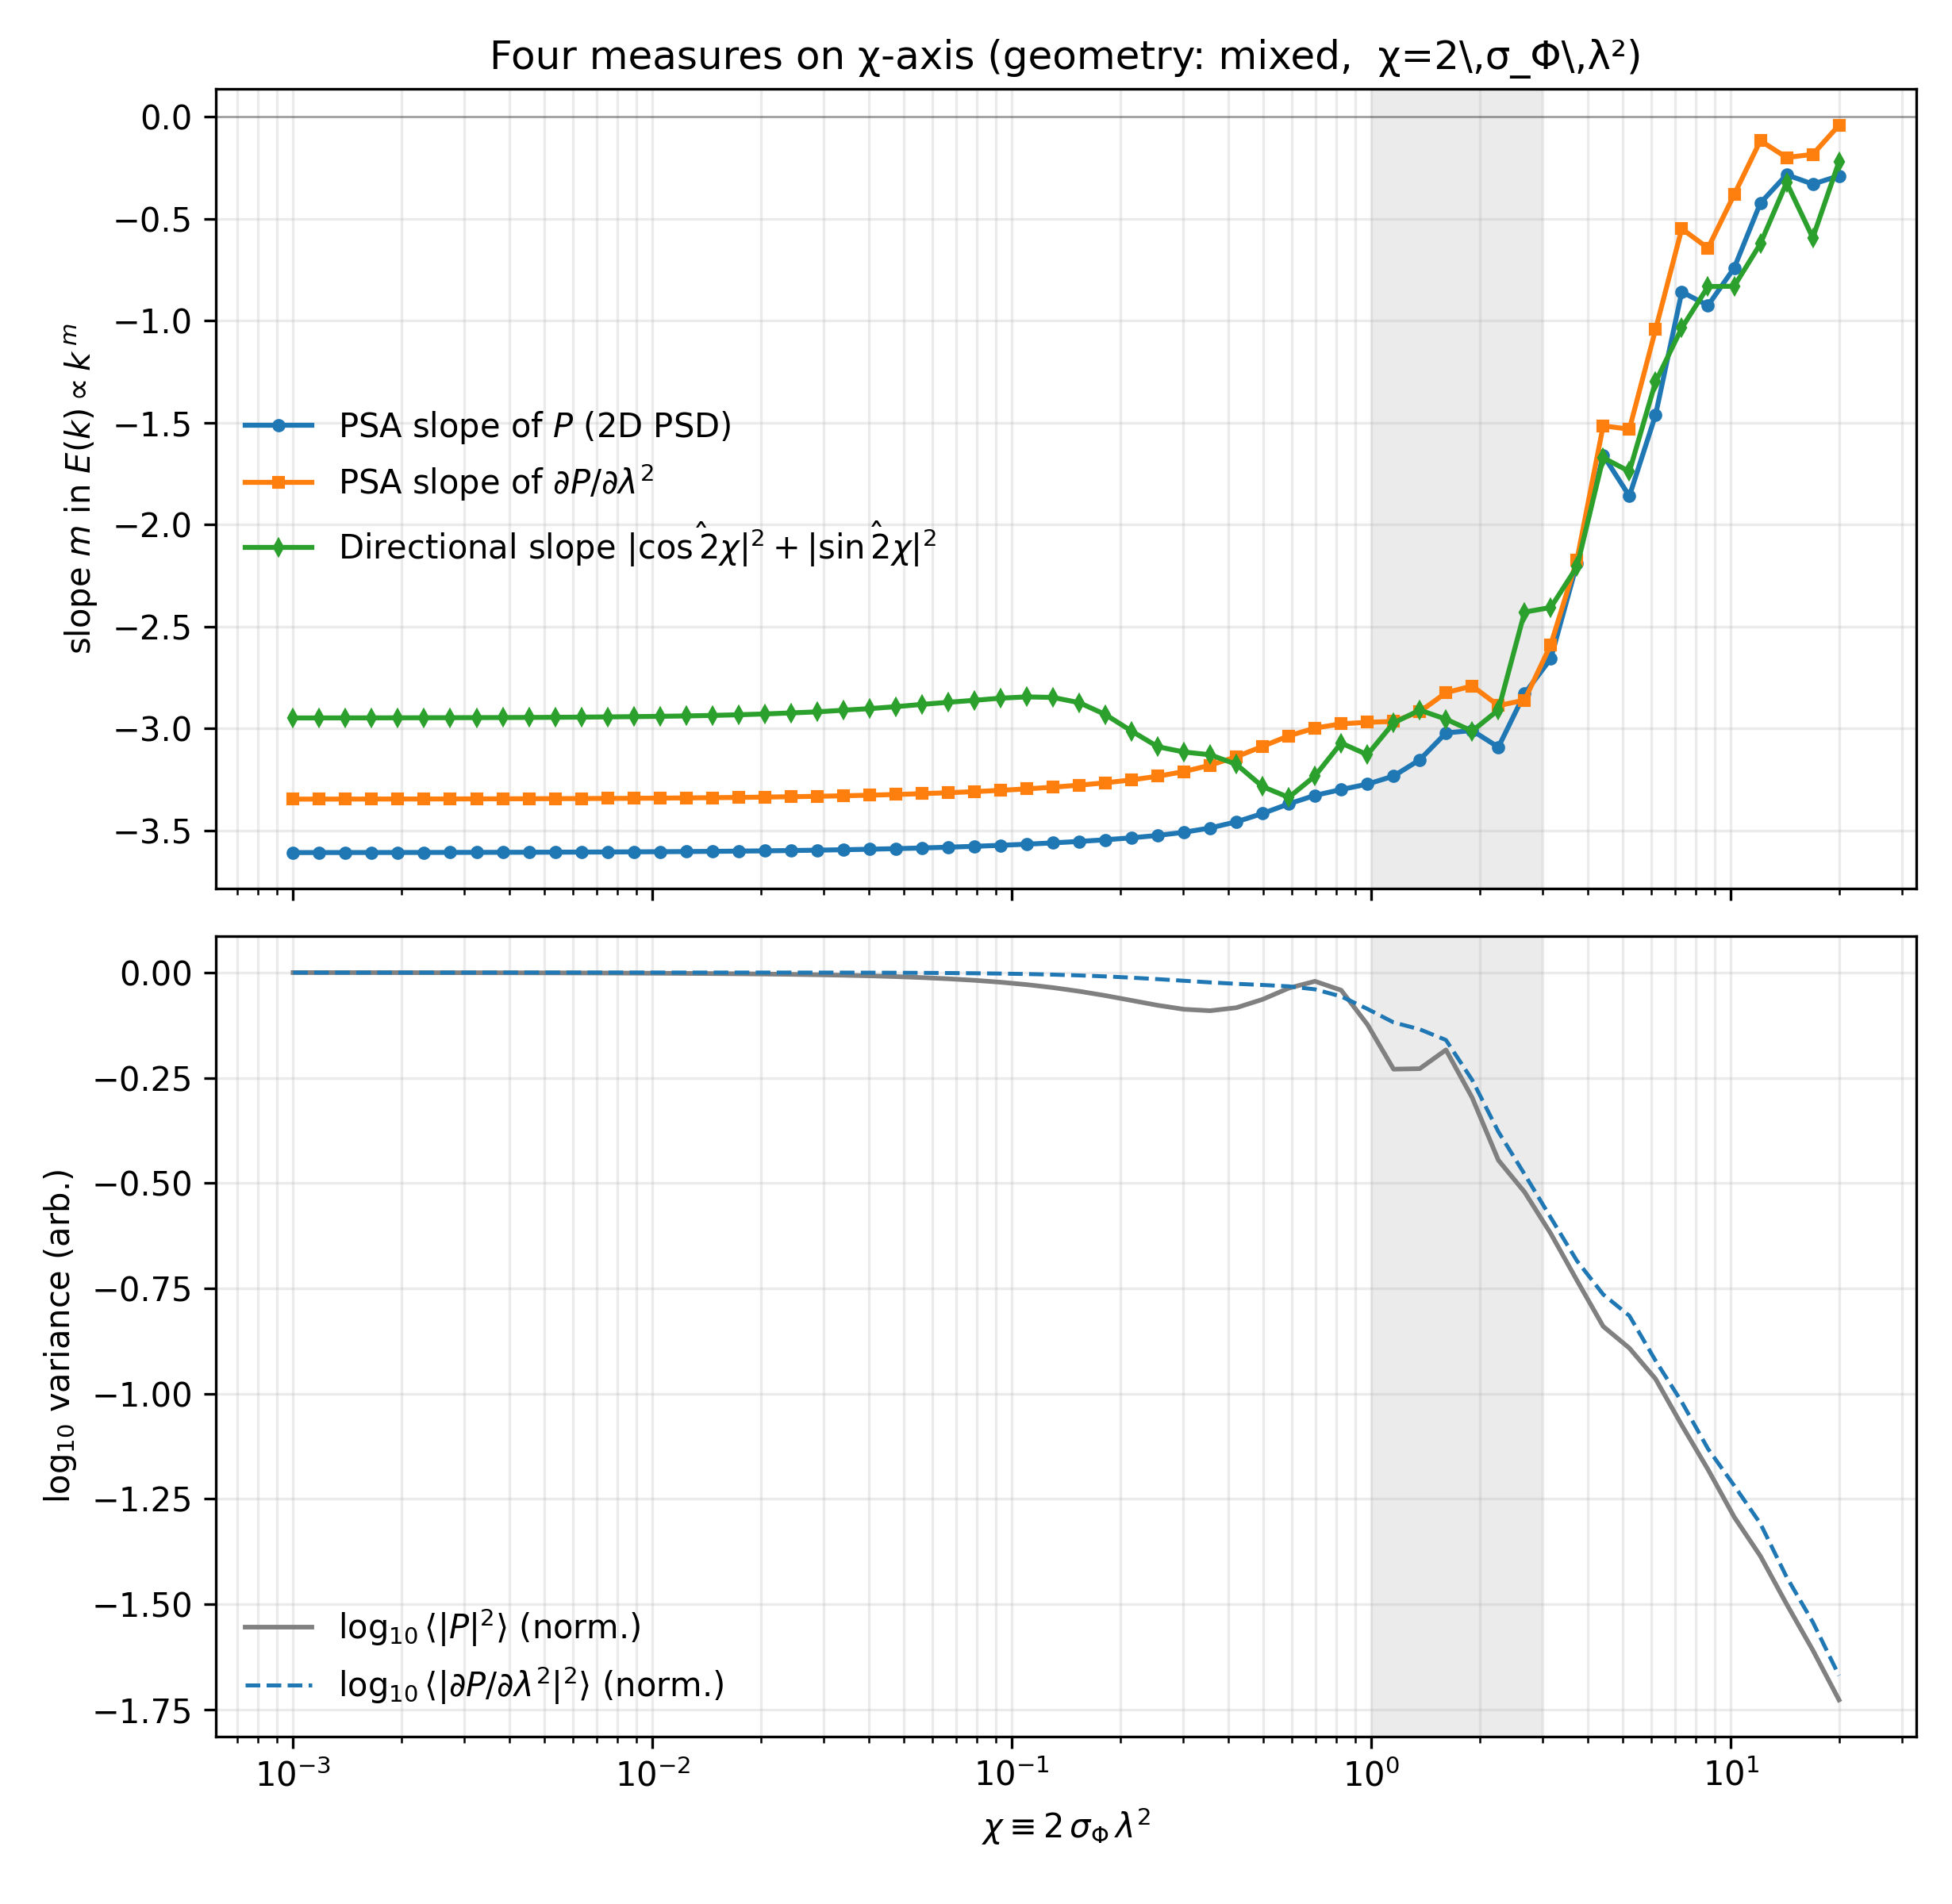 Four measures on χ-axis (geometry: mixed,  χ=2\,σ_Φ\,λ²)
slope m in E(k) ∝ k^m
0.0
−0.5
−1.0
−1.5
−2.0
−2.5
−3.0
−3.5
PSA slope of P (2D PSD)
PSA slope of ∂P/∂λ²
Directional slope |cos 2̂χ|² + |sin 2̂χ|²
log₁₀ variance (arb.)
0.00
−0.25
−0.50
−0.75
−1.00
−1.25
−1.50
−1.75
log₁₀ ⟨|P|²⟩ (norm.)
log₁₀ ⟨|∂P/∂λ²|²⟩ (norm.)
10⁻³ 10⁻² 10⁻¹ 10⁰ 10¹
χ ≡ 2 σ_Φ λ²